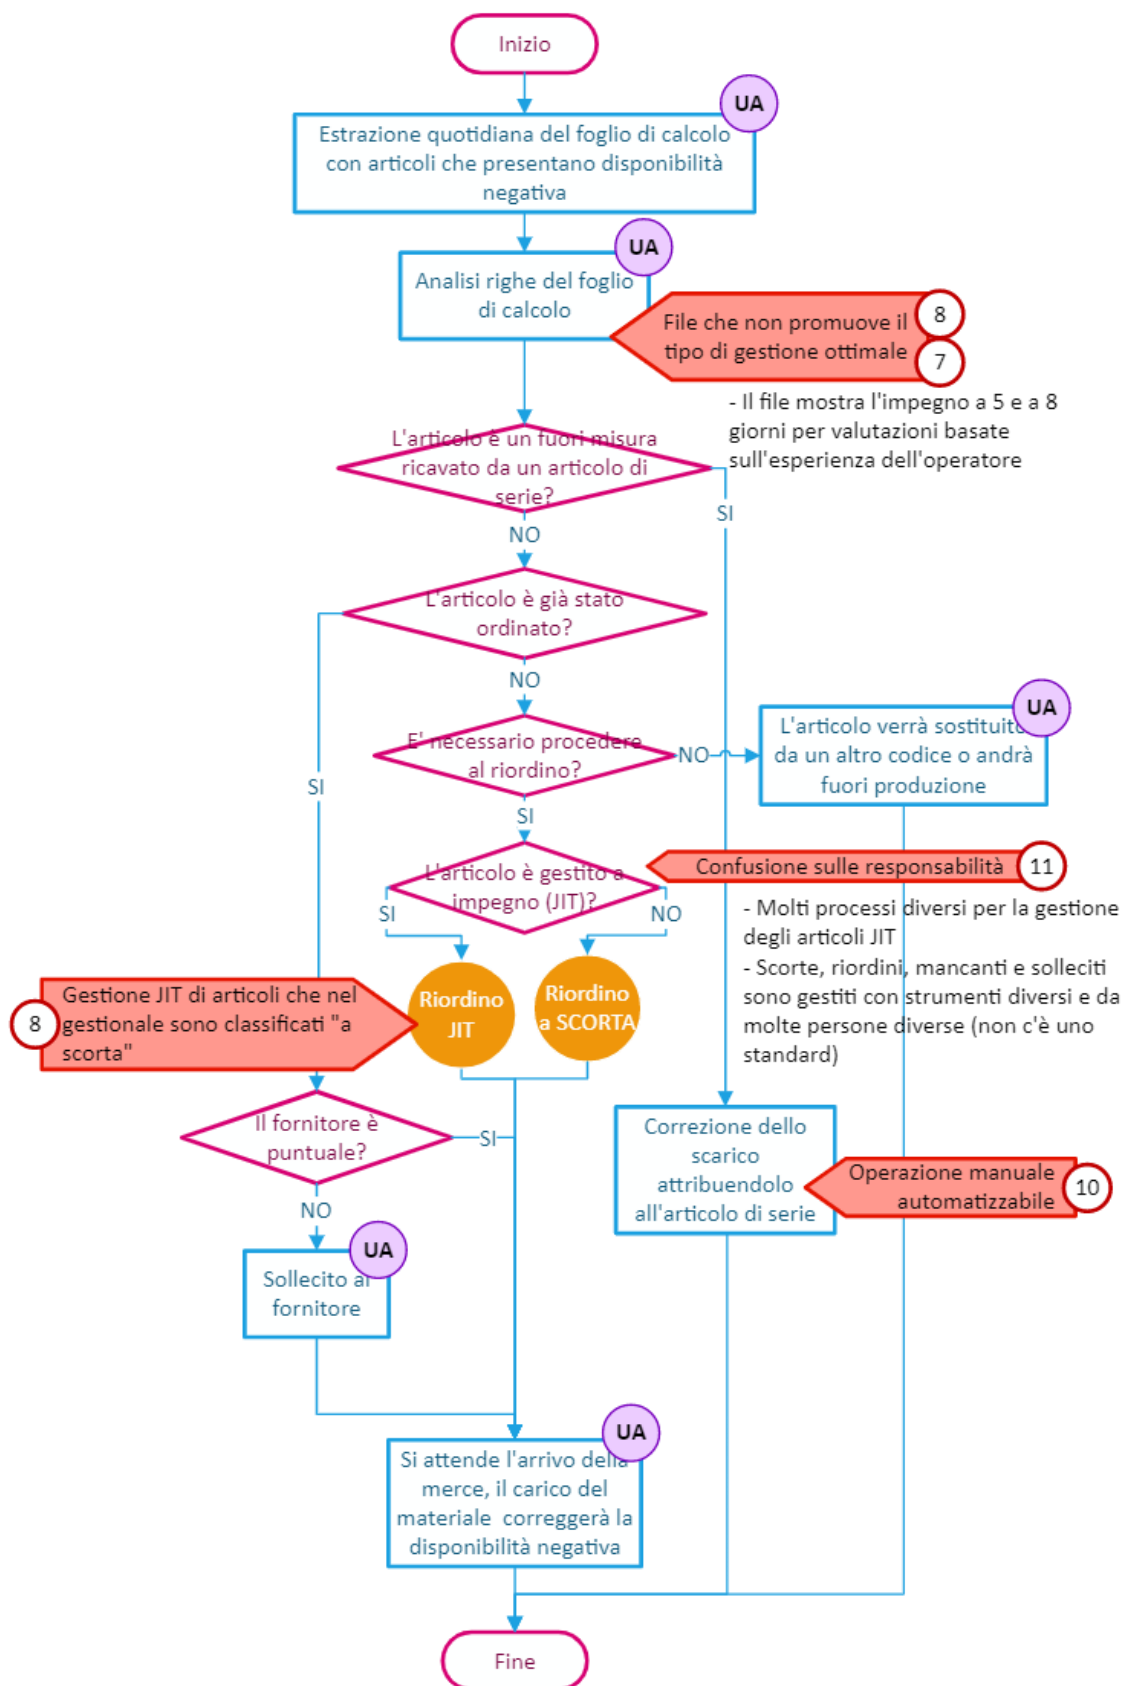 Inizio
UA
Estrazione quotidiana del foglio di calcolo
con articoli che presentano disponibilità
negativa
UA
Analisi righe del foglio
di calcolo
File che non promuove il
tipo di gestione ottimale
8
7
- Il file mostra l'impegno a 5 e a 8
giorni per valutazioni basate
sull'esperienza dell'operatore
L'articolo è un fuori misura
ricavato da un articolo di
serie?
SI
NO
L'articolo è già stato
ordinato?
NO
SI
E' necessario procedere
al riordino?
NO
UA
L'articolo verrà sostituito
da un altro codice o andrà
fuori produzione
SI
L'articolo è gestito a
impegno (JIT)?
SI
NO
Confusione sulle responsabilità
11
- Molti processi diversi per la gestione
degli articoli JIT
- Scorte, riordini, mancanti e solleciti
sono gestiti con strumenti diversi e da
molte persone diverse (non c'è uno
standard)
Riordino
JIT
Riordino
a SCORTA
8
Gestione JIT di articoli che nel
gestionale sono classificati "a
scorta"
Il fornitore è
puntuale?
SI
NO
Correzione dello
scarico
attribuendolo
all'articolo di serie
Operazione manuale
automatizzabile
10
UA
Sollecito al
fornitore
UA
Si attende l'arrivo della
merce, il carico del
materiale correggerà la
disponibilità negativa
Fine